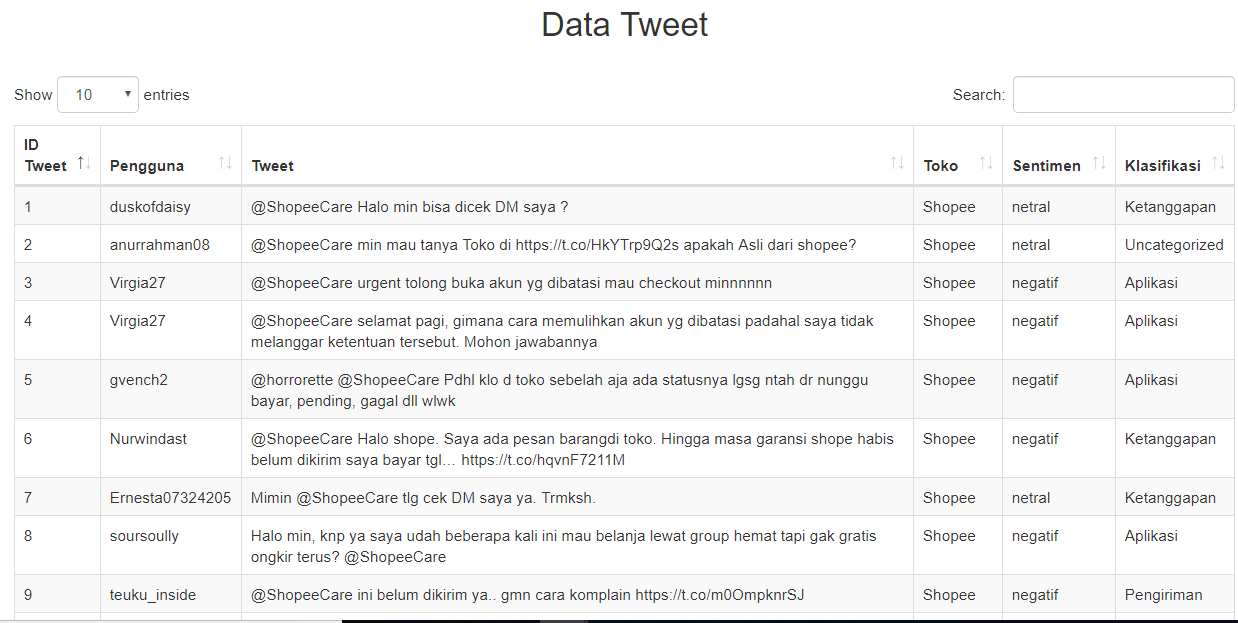 Data Tweet
Show 10 entries Search:
ID Tweet Pengguna Tweet Toko Sentimen Klasifikasi
1 duskofdaisy @ShopeeCare Halo min bisa dicek DM saya ? Shopee netral Ketanggapan
2 anurrahman08 @ShopeeCare min mau tanya Toko di https://t.co/HkYTrp9Q2s apakah Asli dari shopee? Shopee netral Uncategorized
3 Virgia27 @ShopeeCare urgent tolong buka akun yg dibatasi mau checkout minnnnnn Shopee negatif Aplikasi
4 Virgia27 @ShopeeCare selamat pagi, gimana cara memulihkan akun yg dibatasi padahal saya tidak Shopee negatif Aplikasi
melanggar ketentuan tersebut. Mohon jawabannya
5 gvench2 @horrorette @ShopeeCare Pdhl klo d toko sebelah aja ada statusnya lgsg ntah dr nunggu Shopee negatif Aplikasi
bayar, pending, gagal dll wlwk
6 Nurwindast @ShopeeCare Halo shope. Saya ada pesan barangdi toko. Hingga masa garansi shope habis Shopee negatif Ketanggapan
belum dikirim saya bayar tgl… https://t.co/hqvnF7211M
7 Ernesta07324205 Mimin @ShopeeCare tlg cek DM saya ya. Trmksh. Shopee netral Ketanggapan
8 soursoully Halo min, knp ya saya udah beberapa kali ini mau belanja lewat group hemat tapi gak gratis Shopee negatif Aplikasi
ongkir terus? @ShopeeCare
9 teuku_inside @ShopeeCare ini belum dikirim ya.. gmn cara komplain https://t.co/m0OmpknrSJ Shopee negatif Pengiriman